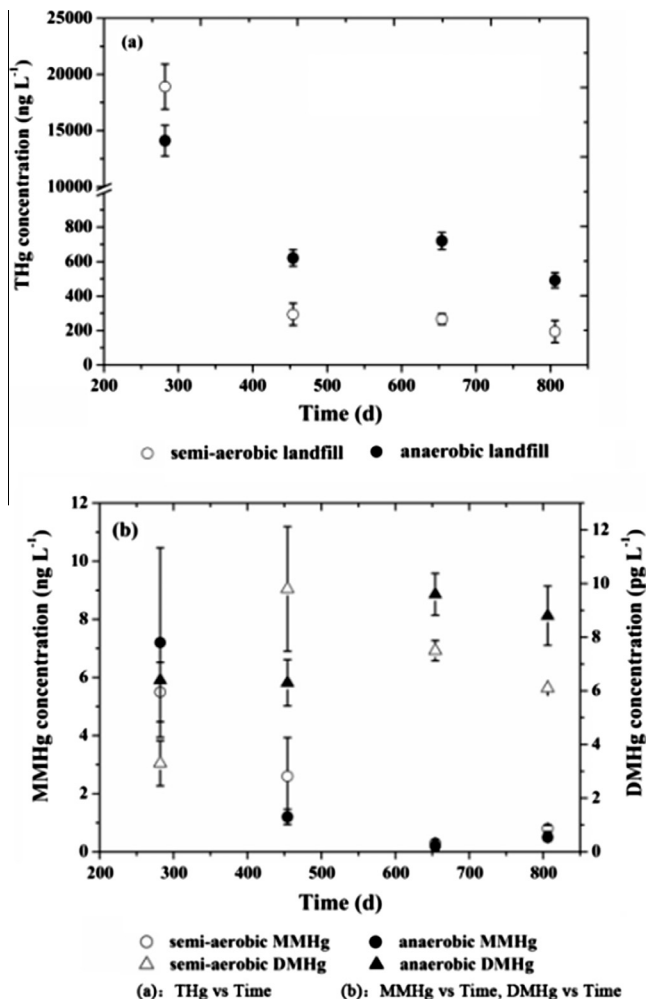 (a)
THg concentration (ng L⁻¹)
25000
20000
15000
10000
800
600
400
200
0
200 300 400 500 600 700 800
Time (d)
semi-aerobic landfill anaerobic landfill
(b)
MMHg concentration (ng L⁻¹)
12
10
8
6
4
2
0
DMHg concentration (pg L⁻¹)
12
10
8
6
4
2
0
200 300 400 500 600 700 800
Time (d)
semi-aerobic MMHg anaerobic MMHg
semi-aerobic DMHg anaerobic DMHg
(a): THg vs Time (b): MMHg vs Time, DMHg vs Time